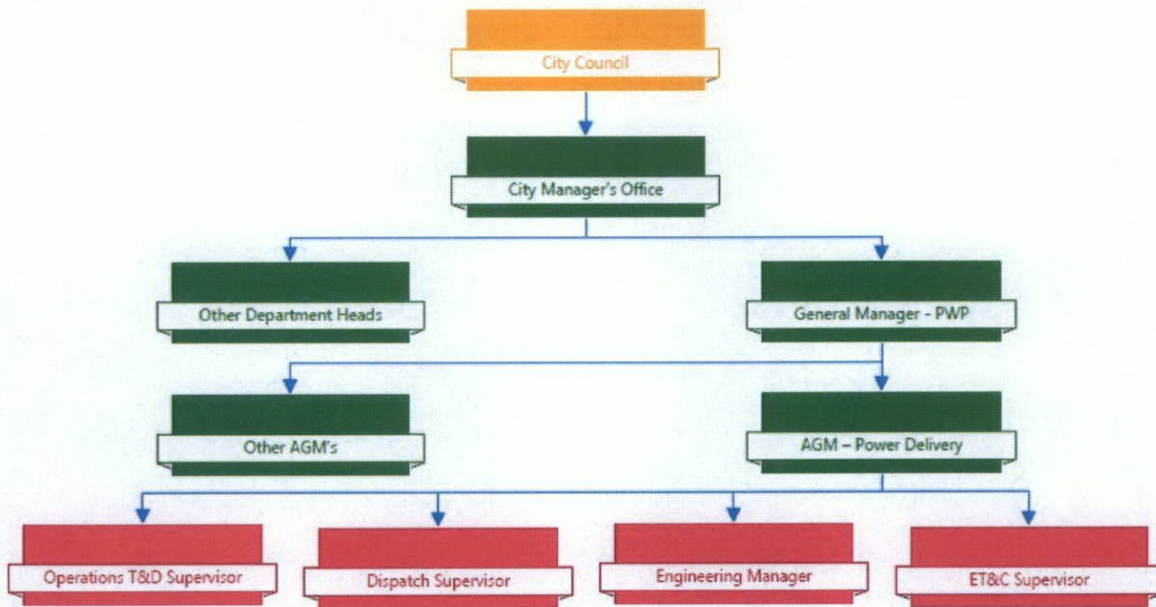 City Council
City Manager's Office
Other Department Heads
General Manager - PWP
Other AGM's
AGM – Power Delivery
Operations T&D Supervisor
Dispatch Supervisor
Engineering Manager
ET&C Supervisor